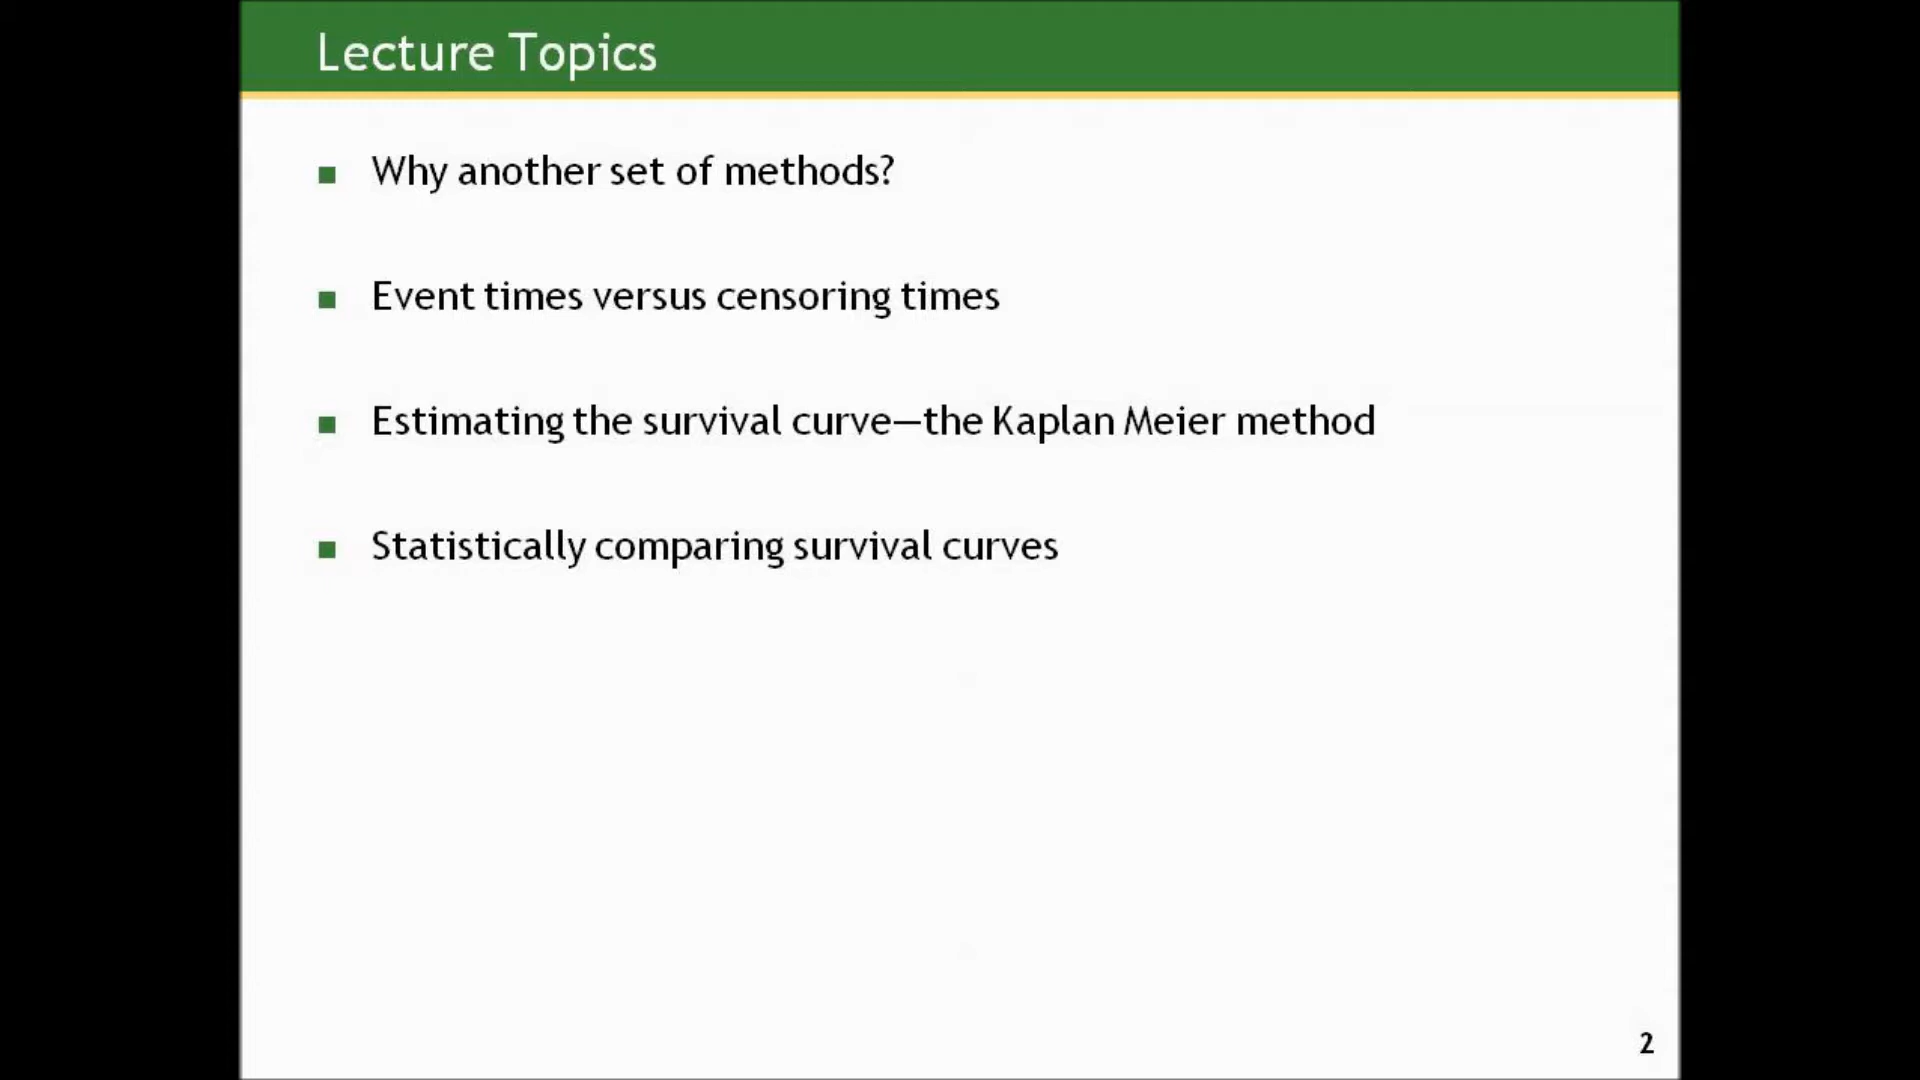 Lecture Topics
Why another set of methods?
Event times versus censoring times
Estimating the survival curve—the Kaplan Meier method
Statistically comparing survival curves
2